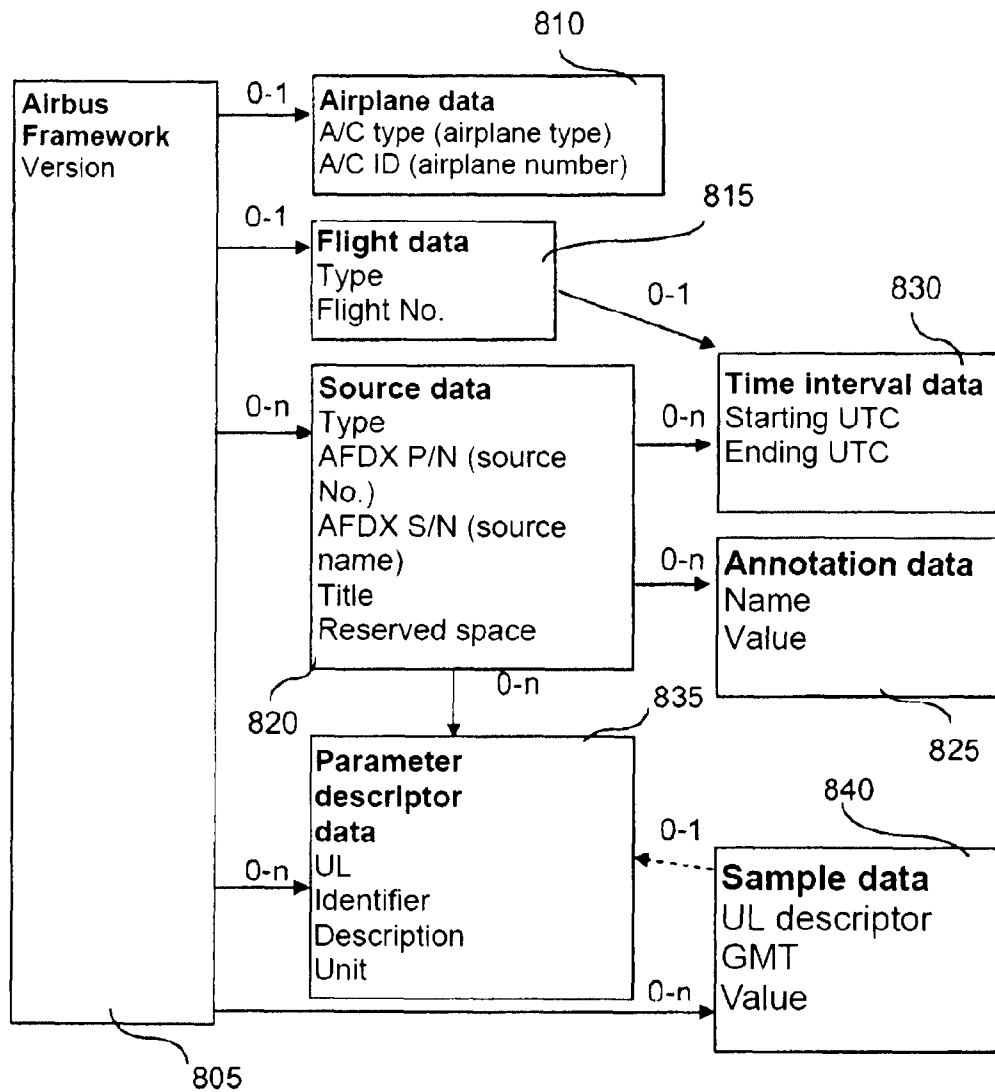 810
Airbus
Framework
Version
0-1
Airplane data
A/C type (airplane type)
A/C ID (airplane number)
815
0-1
Flight data
Type
Flight No.
0-1
830
0-n
Source data
Type
AFDX P/N (source
No.)
AFDX S/N (source
name)
Title
Reserved space
0-n
Time interval data
Starting UTC
Ending UTC
0-n
Annotation data
Name
Value
820
0-n
835
825
Parameter
descriptor
data
UL
Identifier
Description
Unit
0-n
840
0-1
Sample data
UL descriptor
GMT
Value
0-n
805